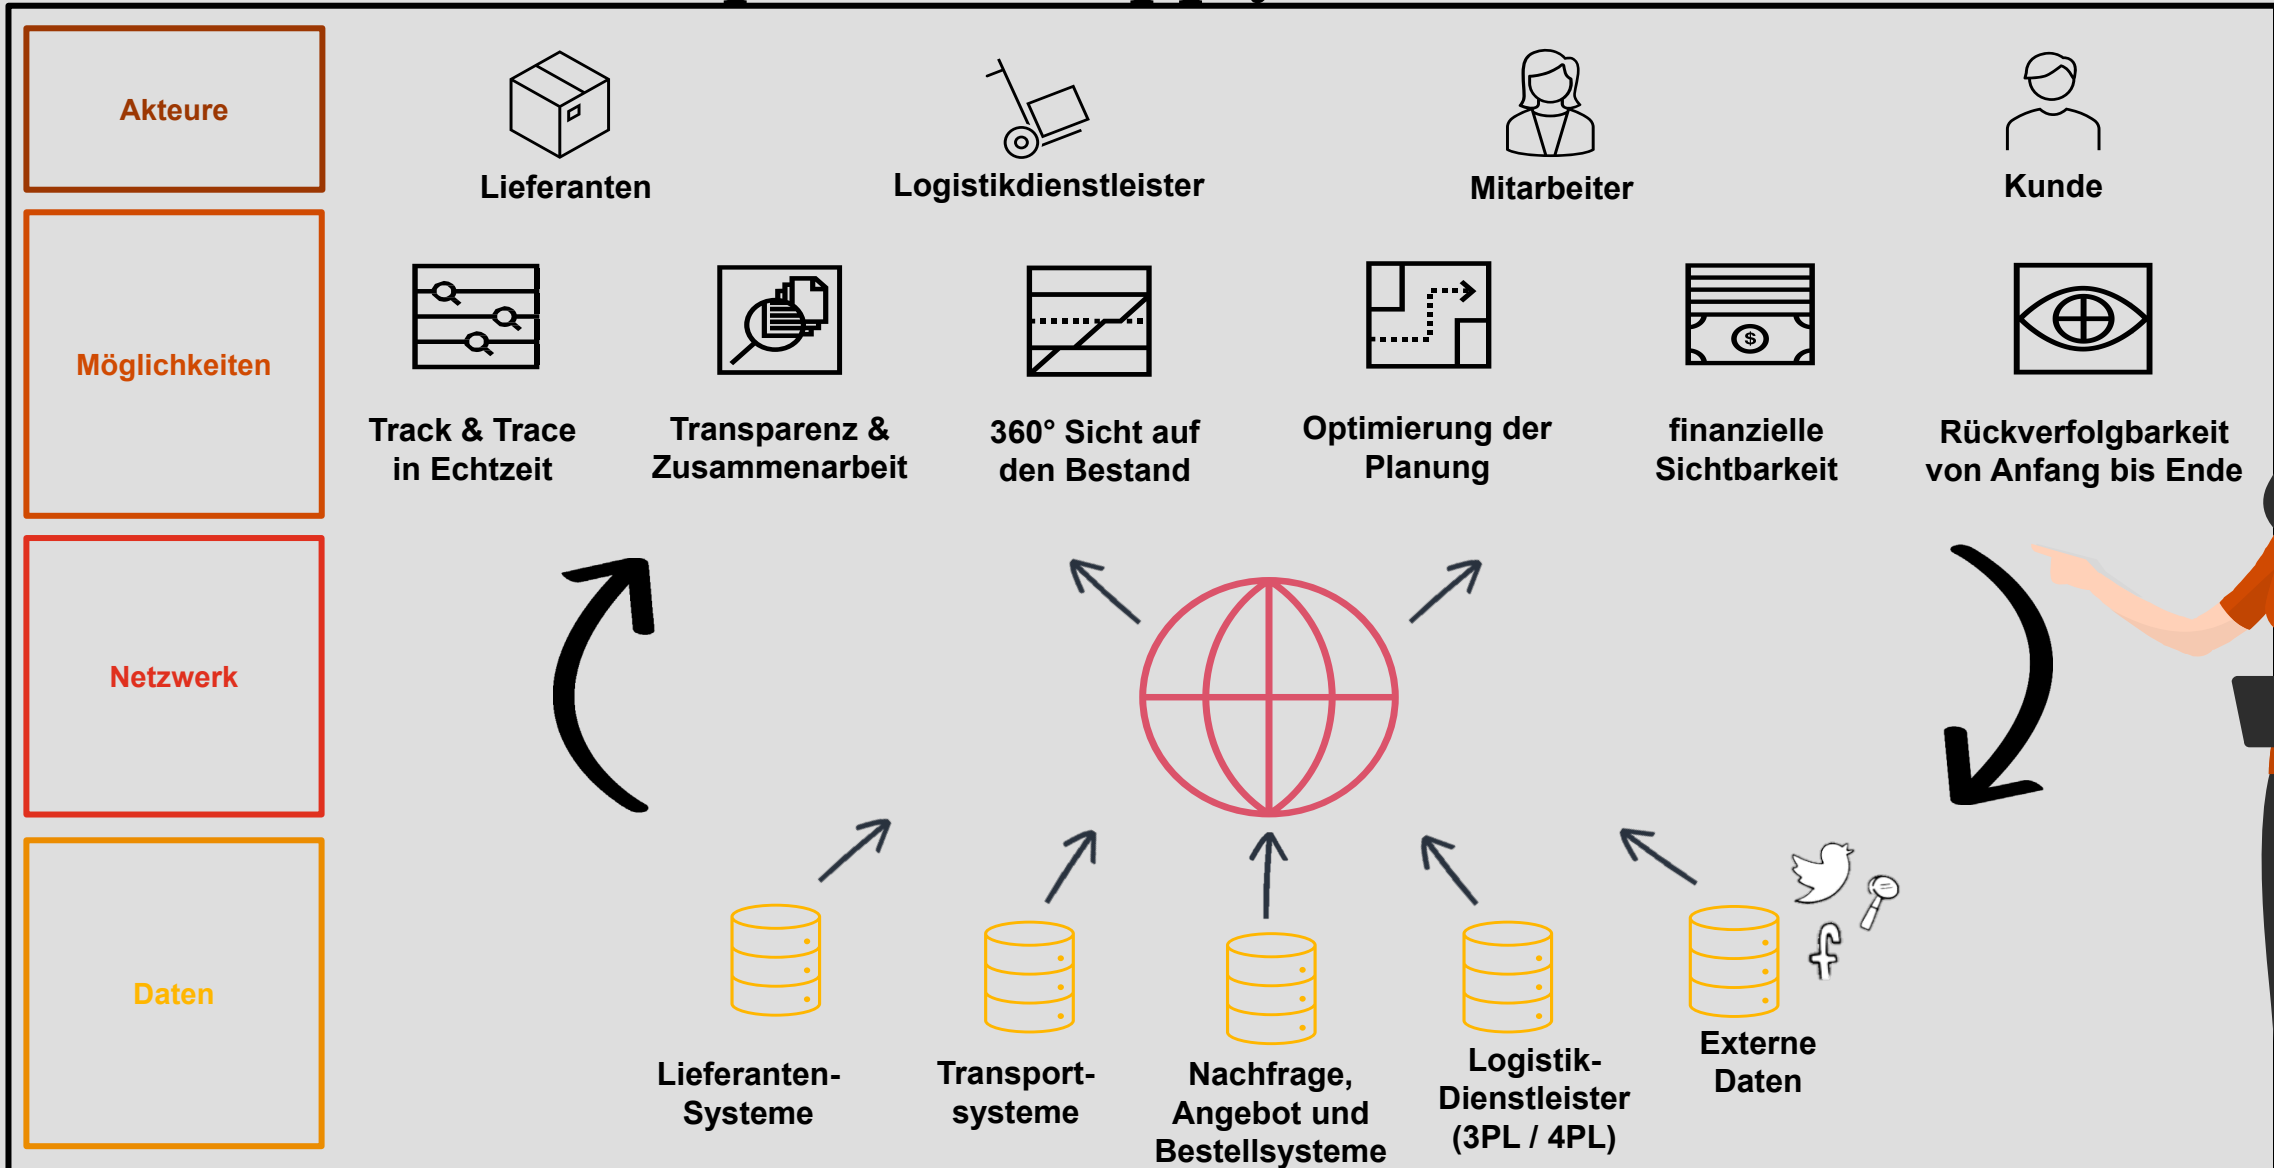 Akteure
Lieferanten
Logistikdienstleister
Mitarbeiter
Kunde
Möglichkeiten
Track & Trace
in Echtzeit
Transparenz &
Zusammenarbeit
360° Sicht auf
den Bestand
Optimierung der
Planung
$
finanzielle
Sichtbarkeit
Rückverfolgbarkeit
von Anfang bis Ende
Netzwerk
Daten
Lieferanten-
Systeme
Transport-
systeme
Nachfrage,
Angebot und
Bestellsysteme
Logistik-
Dienstleister
(3PL / 4PL)
f
Externe
Daten